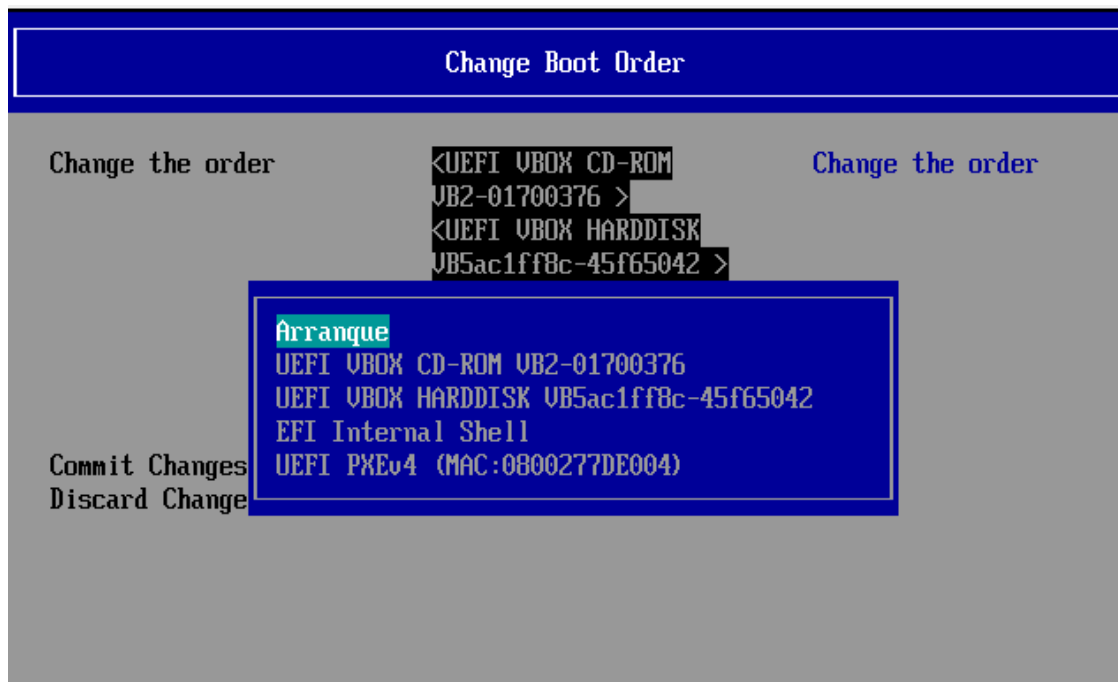 Change Boot Order
Change the order
<UEFI VBOX CD-ROM
VB2-01700376 >
<UEFI VBOX HARDDISK
VB5ac1ff8c-45f65042 >
Change the order
Arranque
UEFI VBOX CD-ROM VB2-01700376
UEFI VBOX HARDDISK VB5ac1ff8c-45f65042
EFI Internal Shell
UEFI PXEv4 (MAC:0800277DE004)
Commit Changes
Discard Change